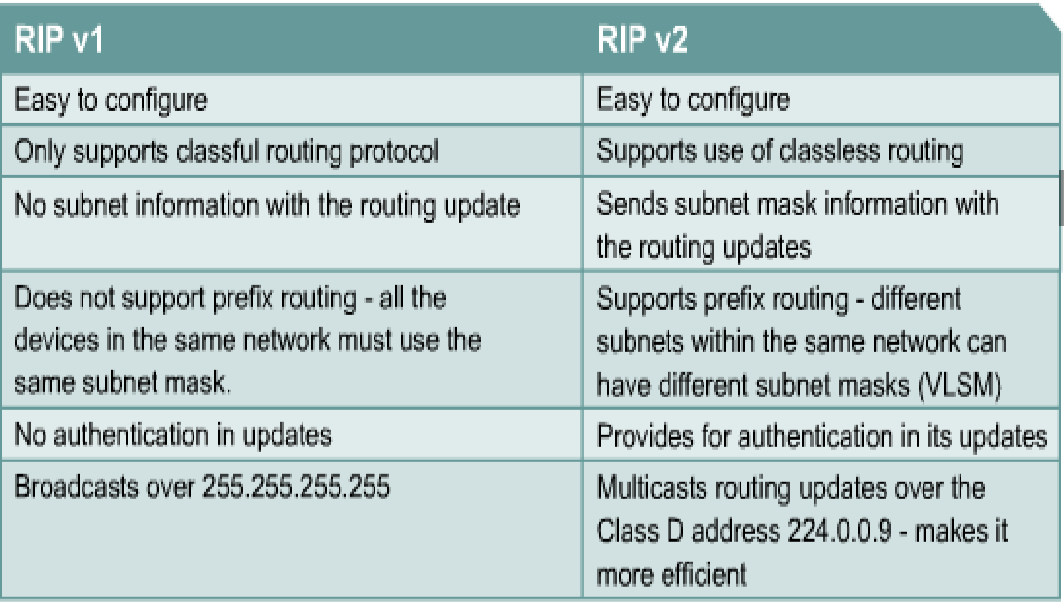 RIP v1
RIP v2
Easy to configure
Easy to configure
Only supports classful routing protocol
Supports use of classless routing
No subnet information with the routing update
Sends subnet mask information with
the routing updates
Does not support prefix routing - all the
devices in the same network must use the
same subnet mask.
Supports prefix routing - different
subnets within the same network can
have different subnet masks (VLSM)
No authentication in updates
Provides for authentication in its updates
Broadcasts over 255.255.255.255
Multicasts routing updates over the
Class D address 224.0.0.9 - makes it
more efficient